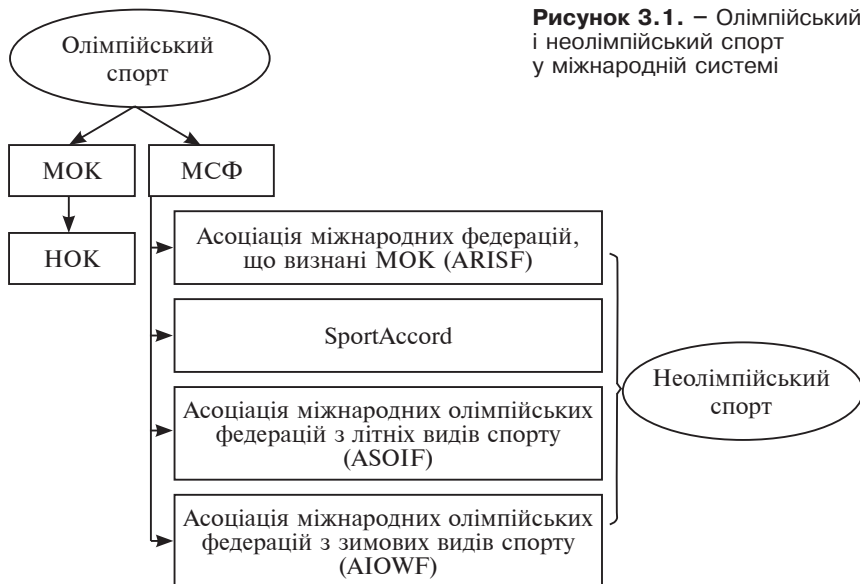 Рисунок 3.1. – Олімпійський
і неолімпійський спорт
у міжнародній системі
Олімпійський
спорт
МОК
МСФ
НОК
Асоціація міжнародних федерацій,
що визнані МОК (ARISF)
SportAccord
Асоціація міжнародних олімпійських
федерацій з літніх видів спорту
(ASOIF)
Асоціація міжнародних олімпійських
федерацій з зимових видів спорту
(AIOWF)
Неолімпійський
спорт